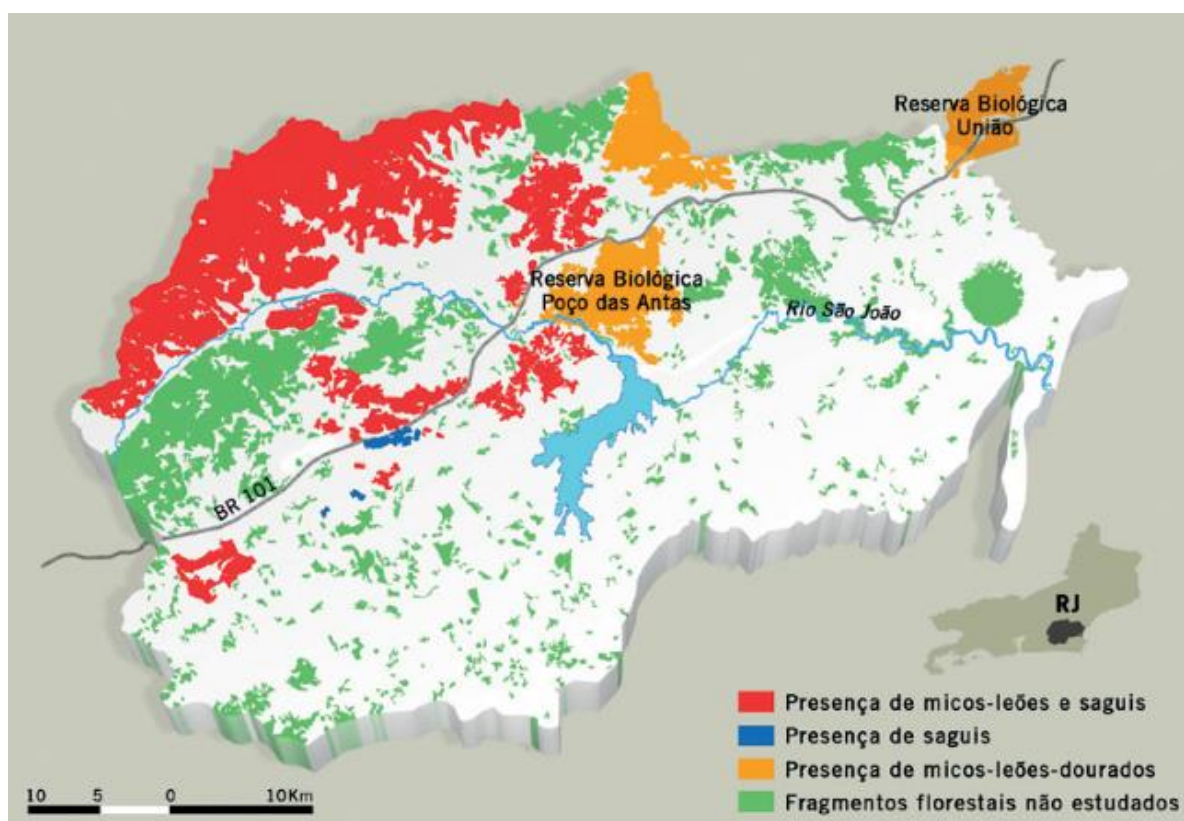 Reserva Biológica
União
Reserva Biológica
Poço das Antas
Rio São João
BR 101
RJ
Presença de micos-leões e saguis
Presença de saguis
Presença de micos-leões-dourados
Fragmentos florestais não estudados
10 5 0 10Km